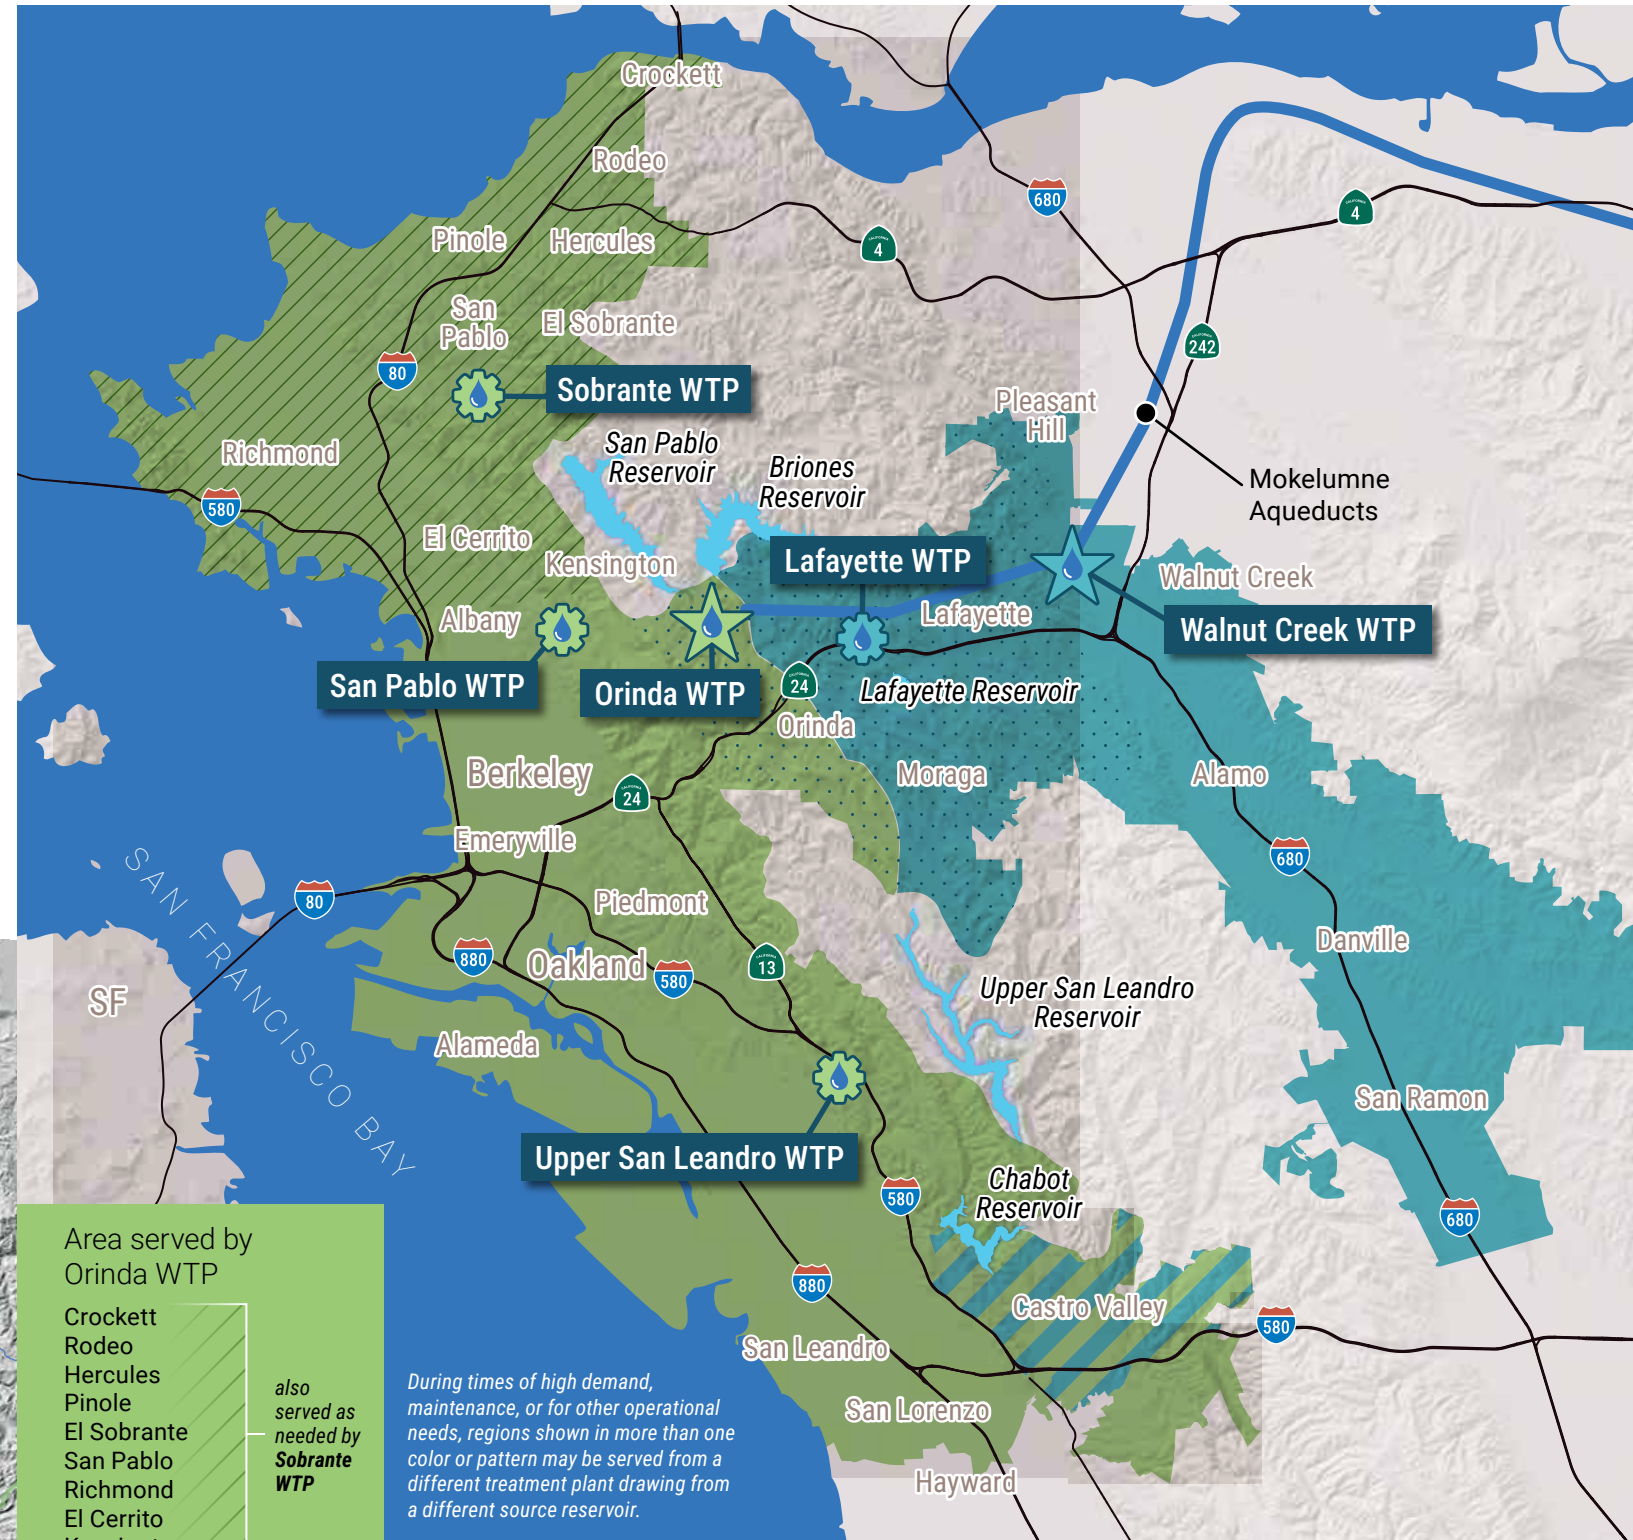 Crockett
Rodeo
680
4
Pinole
Hercules
4
San
Pablo
El Sobrante
242
80
Sobrante WTP
Pleasant
Hill
San Pablo
Reservoir
Briones
Reservoir
Richmond
Mokelumne
Aqueducts
580
El Cerrito
Kensington
Lafayette WTP
Walnut Creek
Albany
Lafayette
Walnut Creek WTP
San Pablo WTP
Orinda WTP
24
Lafayette Reservoir
Orinda
Berkeley
Moraga
Alamo
24
Emeryville
680
80
Piedmont
SAN FRANCISCO BAY
Danville
880
Oakland
580
13
SF
Upper San Leandro
Reservoir
Alameda
San Ramon
Upper San Leandro WTP
Chabot
Reservoir
580
680
880
Castro Valley
580
San Leandro
San Lorenzo
Hayward
Area served by
Orinda WTP
Crockett
Rodeo
Hercules
Pinole
El Sobrante
San Pablo
Richmond
El Cerrito
also
served as
needed by
Sobrante
WTP
During times of high demand,
maintenance, or for other operational
needs, regions shown in more than one
color or pattern may be served from a
different treatment plant drawing from
a different source reservoir.